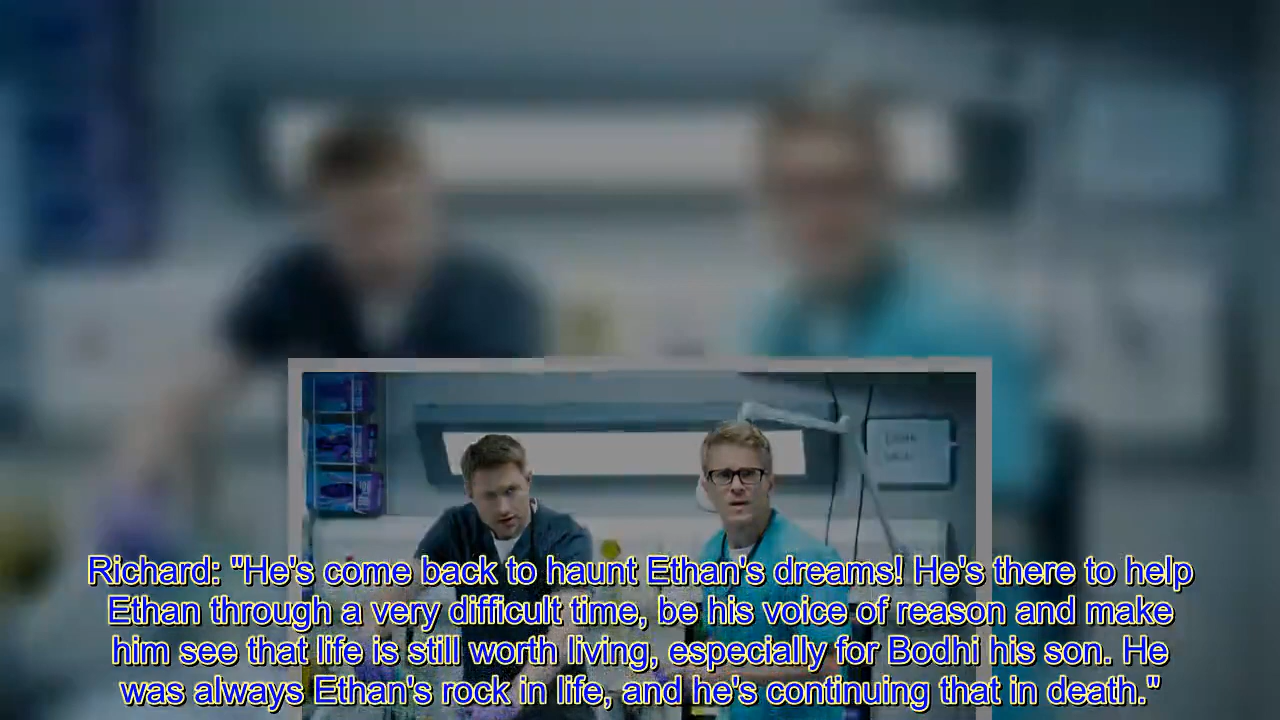 Richard: "He's come back to haunt Ethan's dreams! He's there to help
Ethan through a very difficult time, be his voice of reason and make
him see that life is still worth living, especially for Bodhi his son. He
was always Ethan's rock in life, and he's continuing that in death."